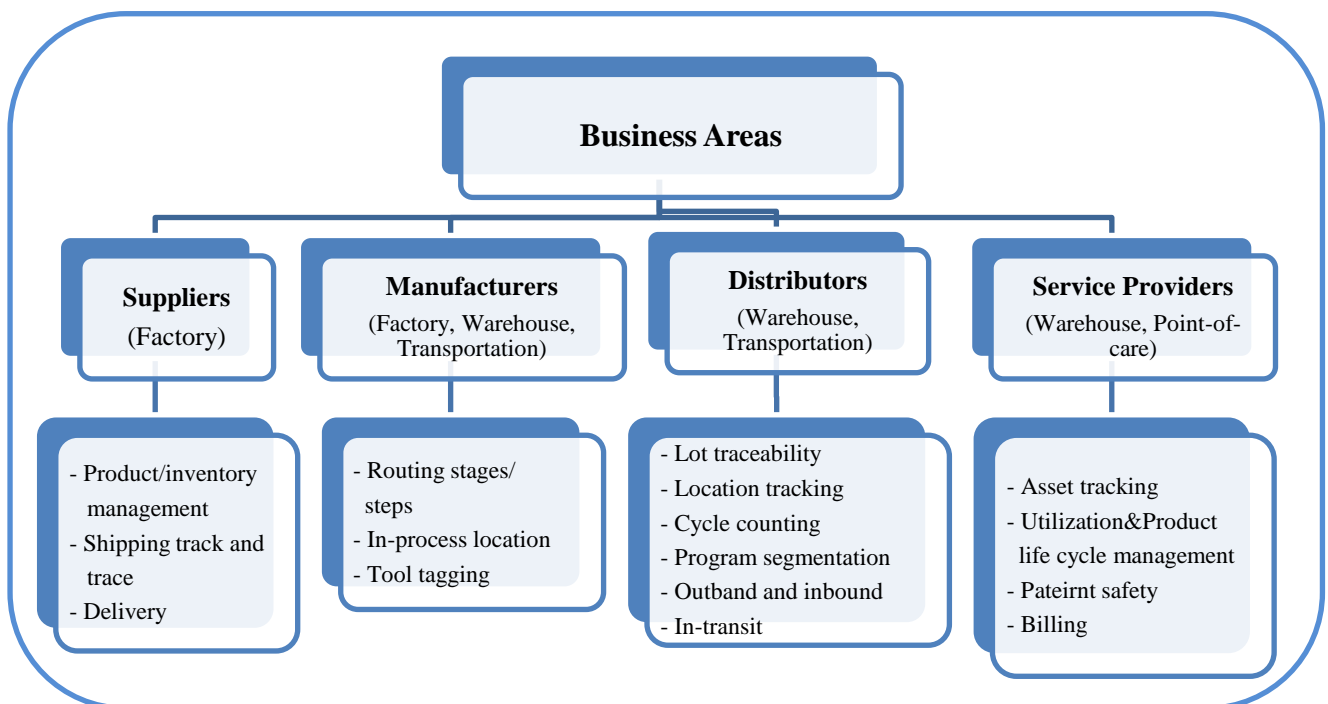 Business Areas
Suppliers
(Factory)
Manufacturers
(Factory, Warehouse,
Transportation)
Distributors
(Warehouse,
Transportation)
Service Providers
(Warehouse, Point-of-
care)
- Product/inventory
management
- Shipping track and
trace
- Delivery
- Routing stages/
steps
- In-process location
- Tool tagging
- Lot traceability
- Location tracking
- Cycle counting
- Program segmentation
- Outband and inbound
- In-transit
- Asset tracking
- Utilization&Product
life cycle management
- Pateirnt safety
- Billing